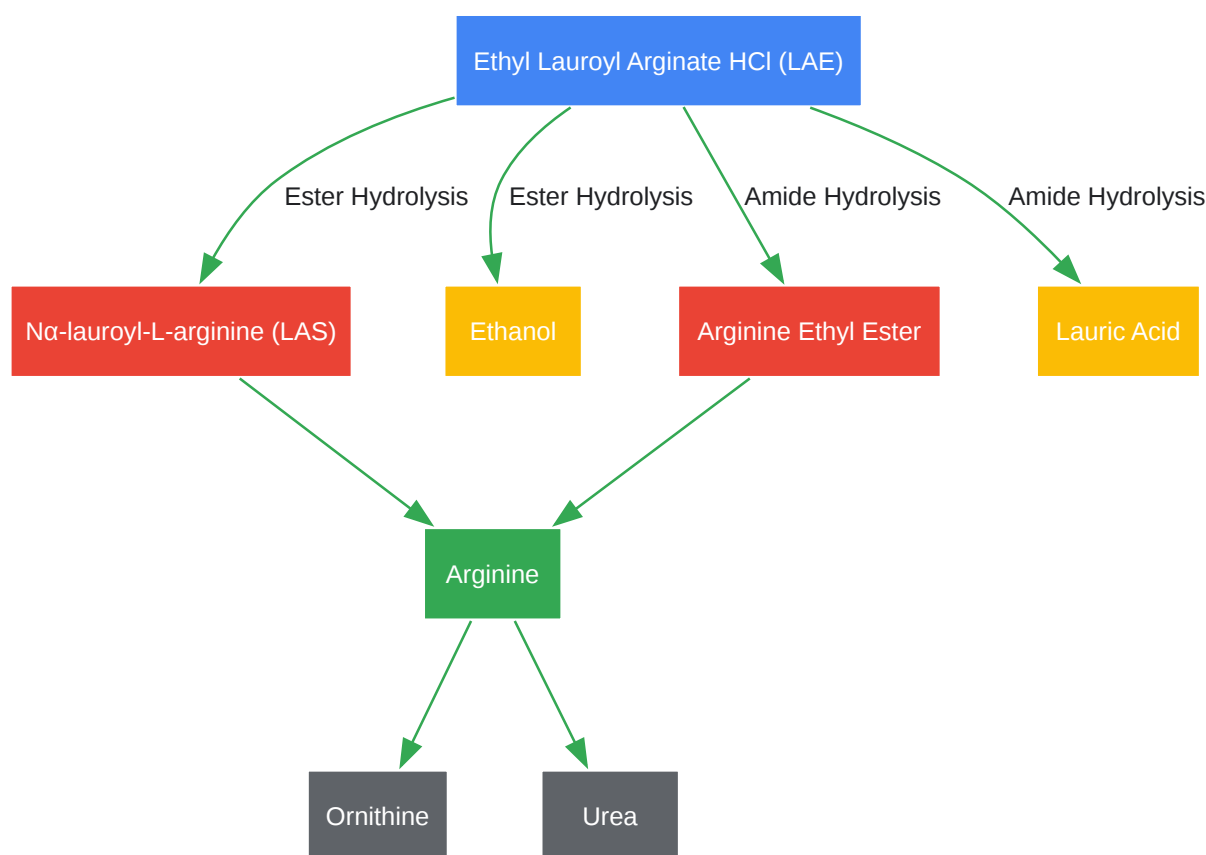 Ethyl Lauroyl Arginate HCl (LAE)
Ester Hydrolysis
Ester Hydrolysis
Amide Hydrolysis
Amide Hydrolysis
Nα-lauroyl-L-arginine (LAS)
Ethanol
Arginine Ethyl Ester
Lauric Acid
Arginine
Ornithine
Urea